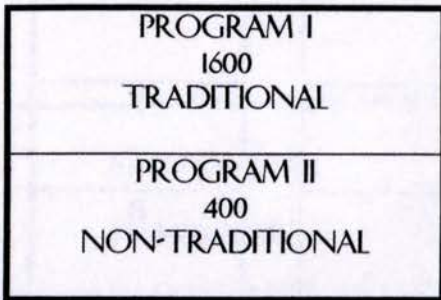 PROGRAM I
1600
TRADITIONAL
PROGRAM II
400
NON-TRADITIONAL